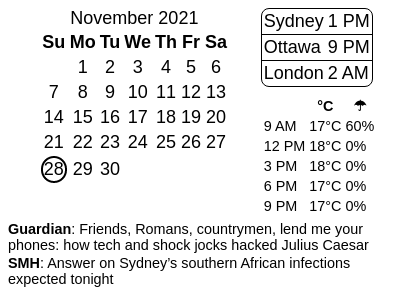 November 2021
Su Mo Tu We Th Fr Sa
1 2 3 4 5 6
7 8 9 10 11 12 13
14 15 16 17 18 19 20
21 22 23 24 25 26 27
28 29 30
Sydney 1 PM
Ottawa 9 PM
London 2 AM
°C ☂
9 AM 17°C 60%
12 PM 18°C 0%
3 PM 18°C 0%
6 PM 17°C 0%
9 PM 17°C 0%
Guardian: Friends, Romans, countrymen, lend me your
phones: how tech and shock jocks hacked Julius Caesar
SMH: Answer on Sydney’s southern African infections
expected tonight